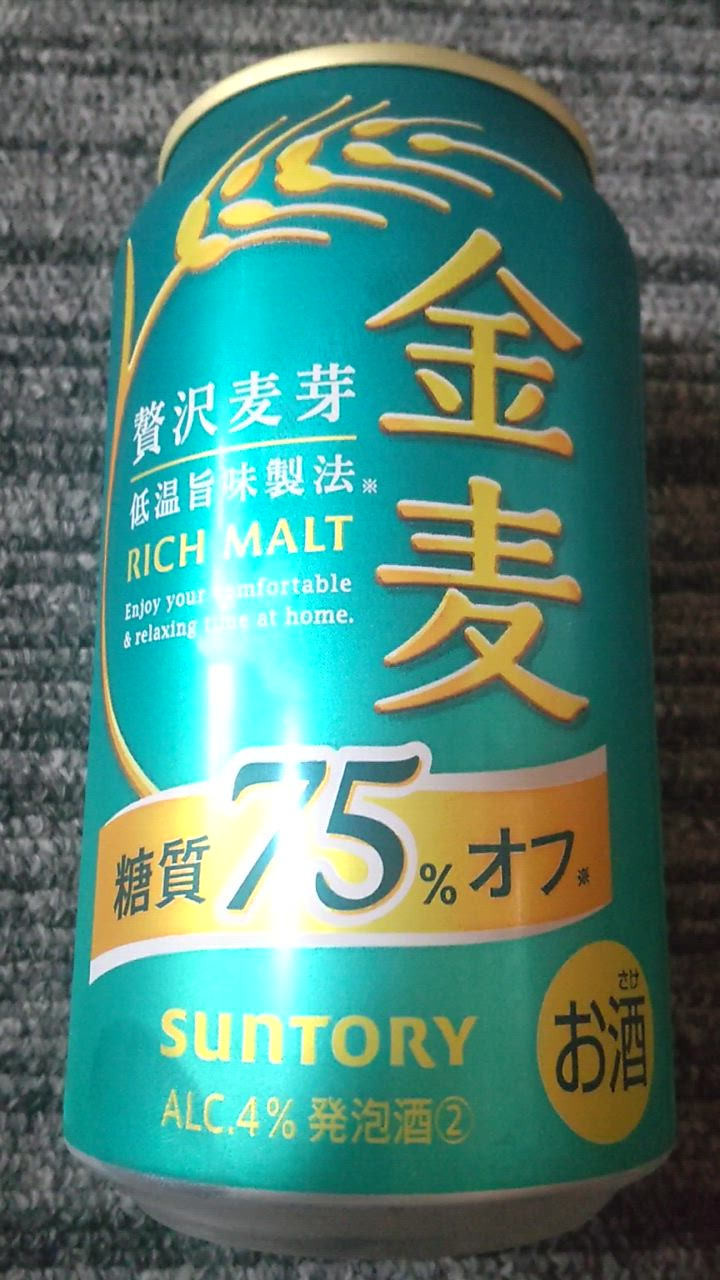 金麦
贅沢麦芽
低温旨味製法※
RICH MALT
Enjoy your comfortable
& relaxing time at home.
糖質75%オフ※
SUNTORY
ALC.4% 発泡酒②
さけ
お酒